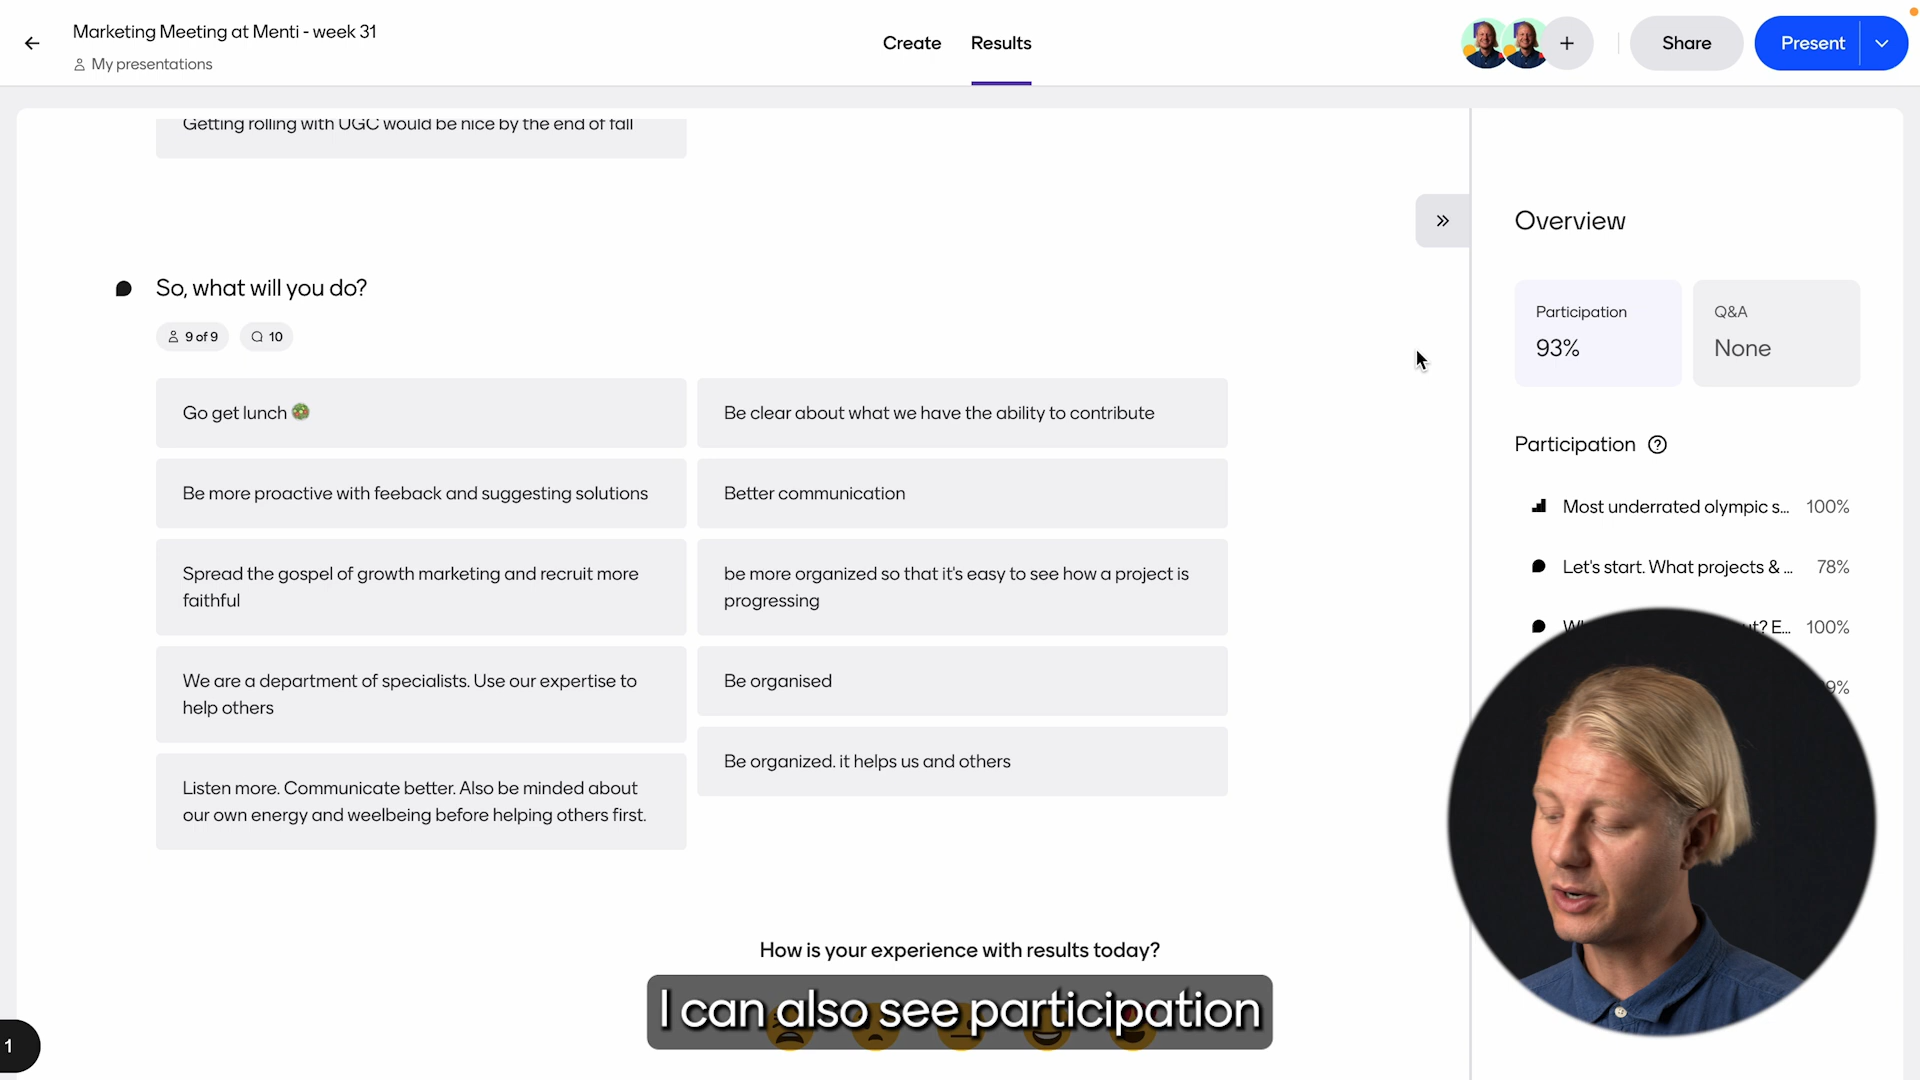 Marketing Meeting at Menti - week 31
My presentations
Create
Results
Share
Present
Getting rolling with UGC would be nice by the end of fall
So, what will you do?
9 of 9
10
Go get lunch 🥗
Be clear about what we have the ability to contribute
Be more proactive with feeback and suggesting solutions
Better communication
Spread the gospel of growth marketing and recruit more
faithful
be more organized so that it's easy to see how a project is
progressing
We are a department of specialists. Use our expertise to
help others
Be organised
Listen more. Communicate better. Also be minded about
our own energy and weelbeing before helping others first.
Be organized. it helps us and others
How is your experience with results today?
I can also see participation
1
Overview
Participation
93%
Q&A
None
Participation
Most underrated olympic s... 100%
Let's start. What projects & ... 78%
E... 100%